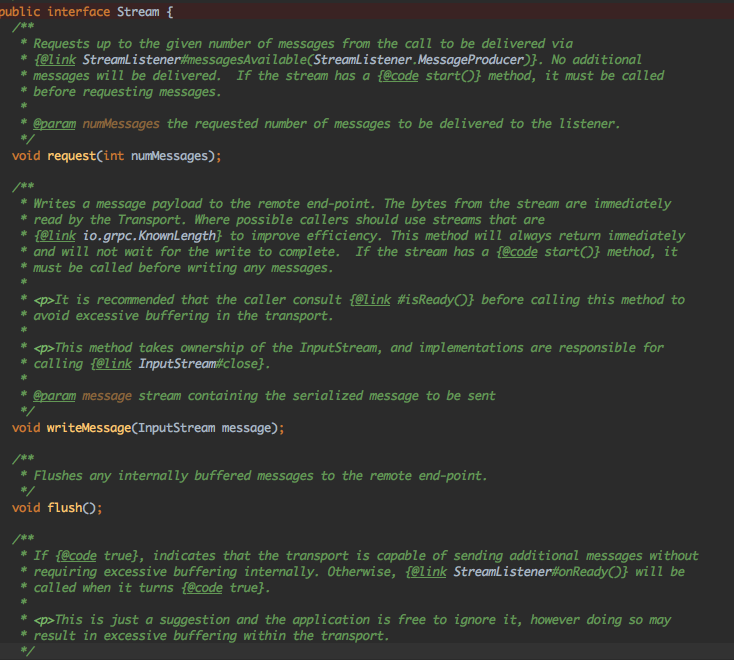 public interface Stream {
/**
* Requests up to the given number of messages from the call to be delivered via
* {@link StreamListener#messagesAvailable(StreamListener.MessageProducer)}. No additional
* messages will be delivered.  If the stream has a {@code start()} method, it must be called
* before requesting messages.
*
* @param numMessages the requested number of messages to be delivered to the listener.
*/
void request(int numMessages);
/**
* Writes a message payload to the remote end-point. The bytes from the stream are immediately
* read by the Transport. Where possible callers should use streams that are
* {@link io.grpc.KnownLength} to improve efficiency. This method will always return immediately
* and will not wait for the write to complete.  If the stream has a {@code start()} method, it
* must be called before writing any messages.
*
* <p>It is recommended that the caller consult {@link #isReady()} before calling this method to
* avoid excessive buffering in the transport.
*
* <p>This method takes ownership of the InputStream, and implementations are responsible for
* calling {@link InputStream#close}.
*
* @param message stream containing the serialized message to be sent
*/
void writeMessage(InputStream message);
/**
* Flushes any internally buffered messages to the remote end-point.
*/
void flush();
/**
* If {@code true}, indicates that the transport is capable of sending additional messages without
* requiring excessive buffering internally. Otherwise, {@link StreamListener#onReady()} will be
* called when it turns {@code true}.
*
* <p>This is just a suggestion and the application is free to ignore it, however doing so may
* result in excessive buffering within the transport.
*/